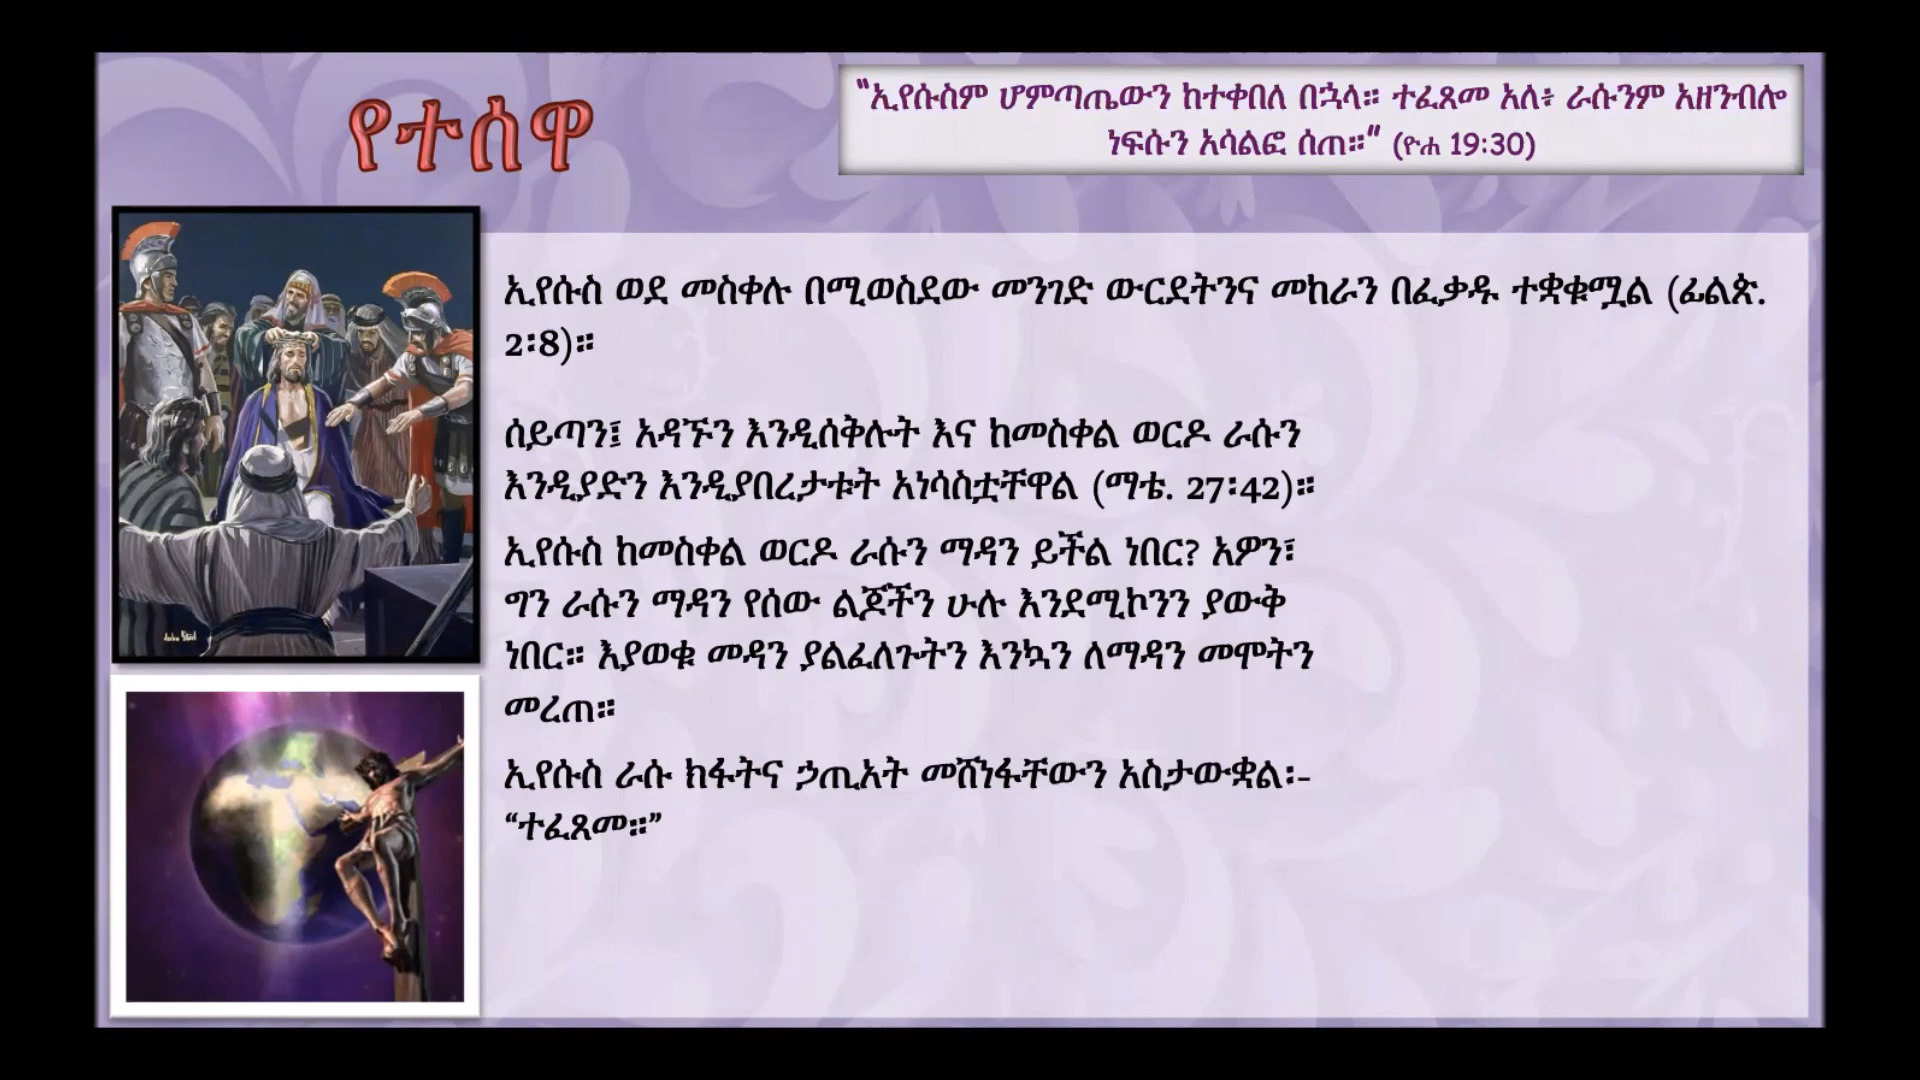 የተሰዋ
"ኢየሱስም ሆምጣጤውን ከተቀበለ በኋላ። ተፈጸመ አለ፥ ራሱንም አዘንብሎ
ነፍሱን አሳልፎ ሰጠ።" (ዮሐ 19:30)
ኢየሱስ ወደ መስቀሉ በሚወስደው መንገድ ውርደትንና መከራን በፈቃዱ ተቋቁሟል (ፊልጵ.
2፡8)።
ሰይጣን፤ አዳኙን እንዲሰቅሉት እና ከመስቀል ወርዶ ራሱን
እንዲያድን እንዲያበረታቱት አነሳስቷቸዋል (ማቴ. 27፡42)።
ኢየሱስ ከመስቀል ወርዶ ራሱን ማዳን ይችል ነበር? አዎን፣
ግን ራሱን ማዳን የሰው ልጆችን ሁሉ እንደሚኮንን ያውቅ
ነበር። እያወቁ መዳን ያልፈለጉትን እንኳን ለማዳን መሞትን
መረጠ።
ኢየሱስ ራሱ ክፋትና ኃጢአት መሸነፋቸውን አስታውቋል፡-
“ተፈጸመ።”